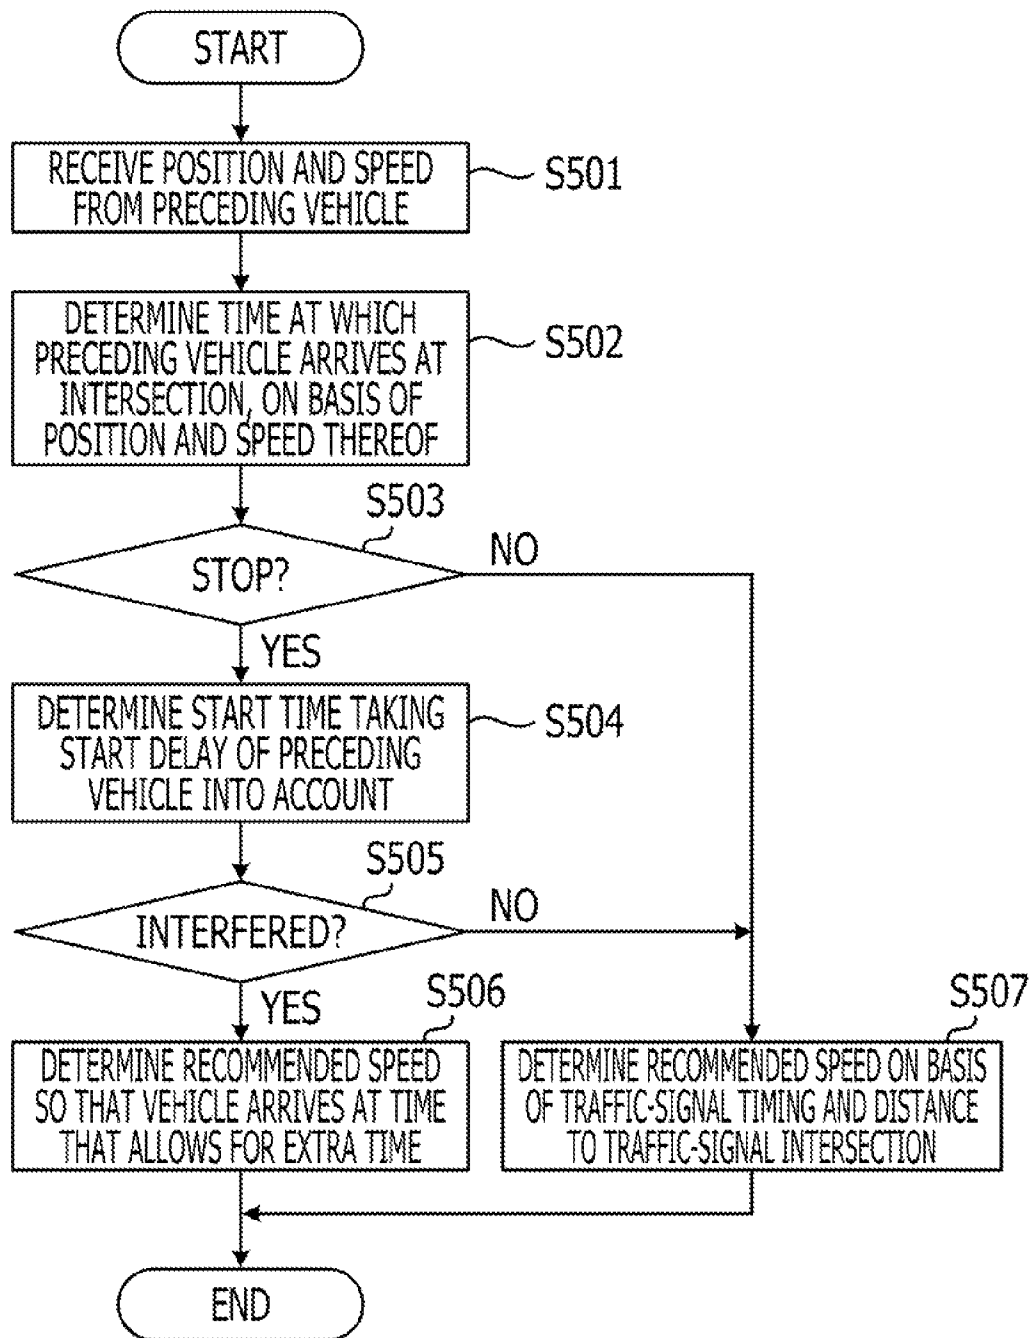 START
RECEIVE POSITION AND SPEED
FROM PRECEDING VEHICLE
S501
DETERMINE TIME AT WHICH
PRECEDING VEHICLE ARRIVES AT
INTERSECTION, ON BASIS OF
POSITION AND SPEED THEREOF
S502
S503
STOP?
NO
YES
DETERMINE START TIME TAKING
START DELAY OF PRECEDING
VEHICLE INTO ACCOUNT
S504
S505
INTERFERED?
NO
YES
S506
DETERMINE RECOMMENDED SPEED
SO THAT VEHICLE ARRIVES AT TIME
THAT ALLOWS FOR EXTRA TIME
S507
DETERMINE RECOMMENDED SPEED ON BASIS
OF TRAFFIC-SIGNAL TIMING AND DISTANCE
TO TRAFFIC-SIGNAL INTERSECTION
END